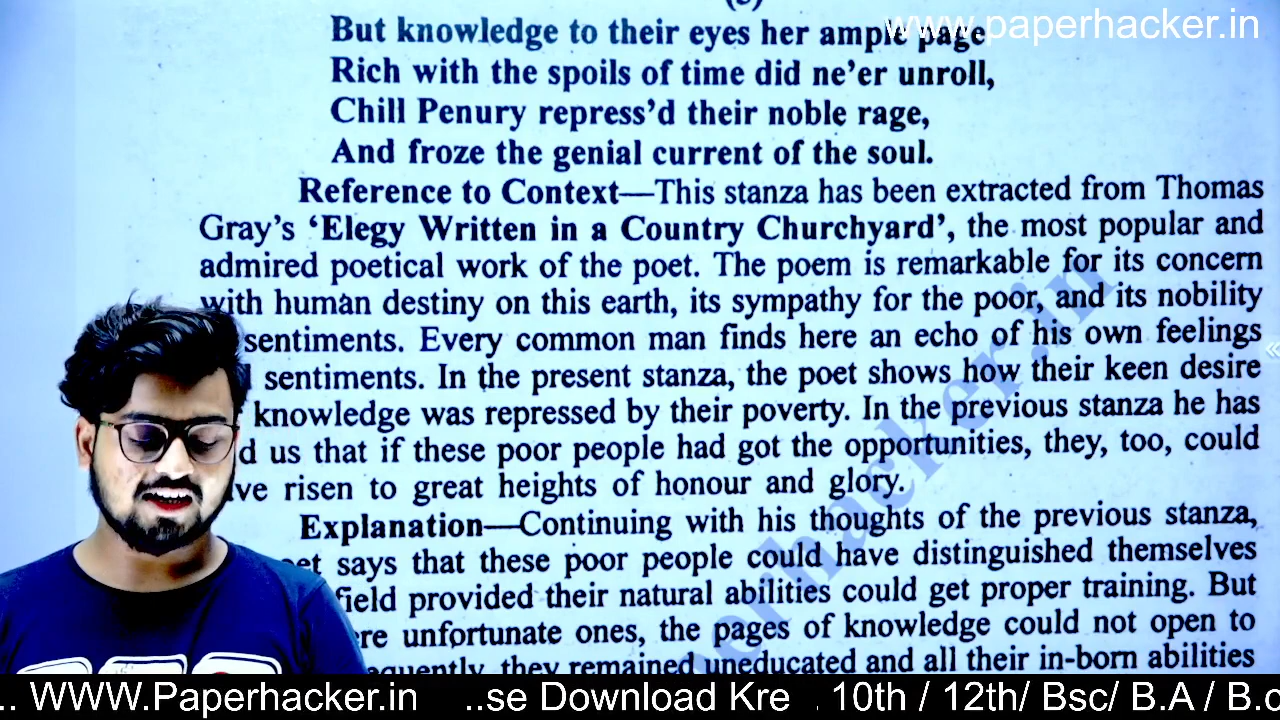 www.paperhacker.in
But knowledge to their eyes her ample page
Rich with the spoils of time did ne’er unroll,
Chill Penury repress’d their noble rage,
And froze the genial current of the soul.
Reference to Context—This stanza has been extracted from Thomas
Gray’s ‘Elegy Written in a Country Churchyard’, the most popular and
admired poetical work of the poet. The poem is remarkable for its concern
with human destiny on this earth, its sympathy for the poor, and its nobility
sentiments. Every common man finds here an echo of his own feelings
sentiments. In the present stanza, the poet shows how their keen desire
knowledge was repressed by their poverty. In the previous stanza he has
us that if these poor people had got the opportunities, they, too, could
risen to great heights of honour and glory.
Explanation—Continuing with his thoughts of the previous stanza,
says that these poor people could have distinguished themselves
field provided their natural abilities could get proper training. But
unfortunate ones, the pages of knowledge could not open to
they remained uneducated and all their in-born abilities
.. WWW.Paperhacker.in ..se Download Kre . 10th / 12th/ Bsc/ B.A / B.c